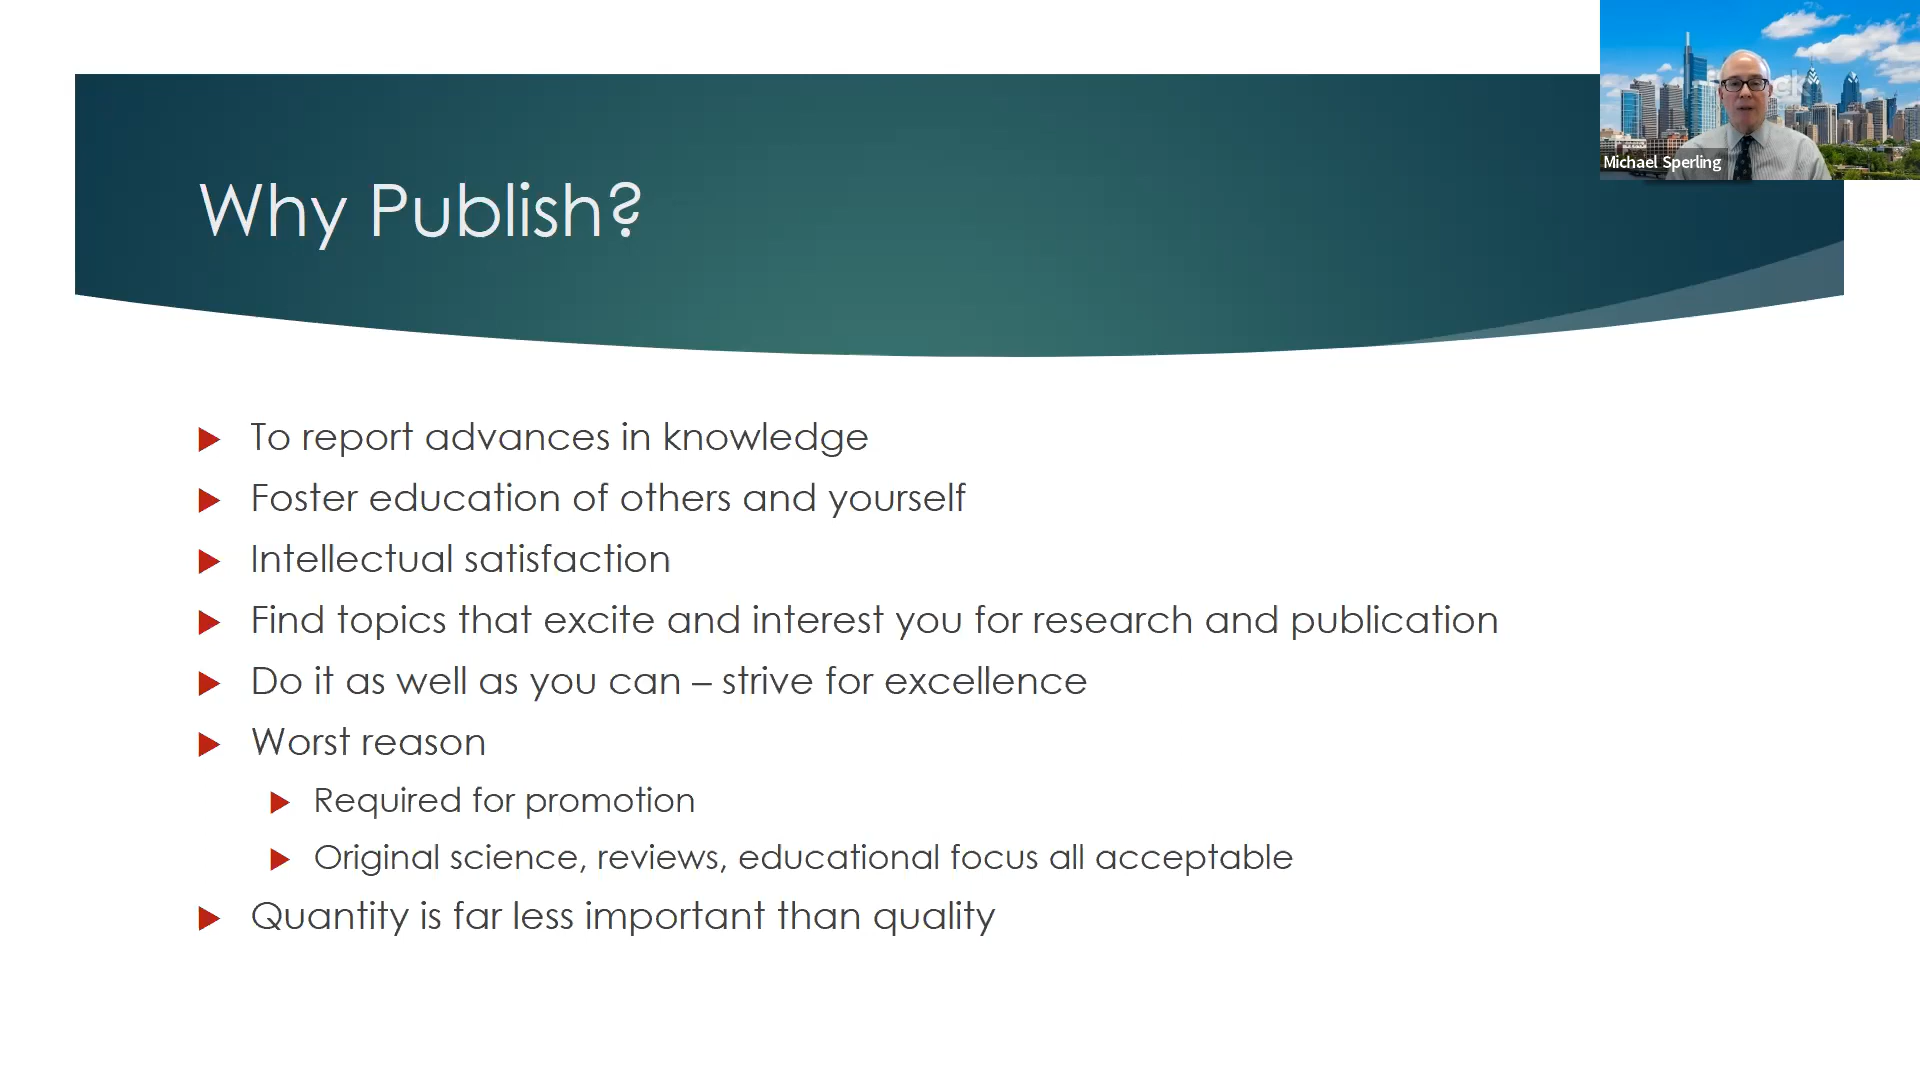 Michael Sperling
Why Publish?
To report advances in knowledge
Foster education of others and yourself
Intellectual satisfaction
Find topics that excite and interest you for research and publication
Do it as well as you can – strive for excellence
Worst reason
Required for promotion
Original science, reviews, educational focus all acceptable
Quantity is far less important than quality